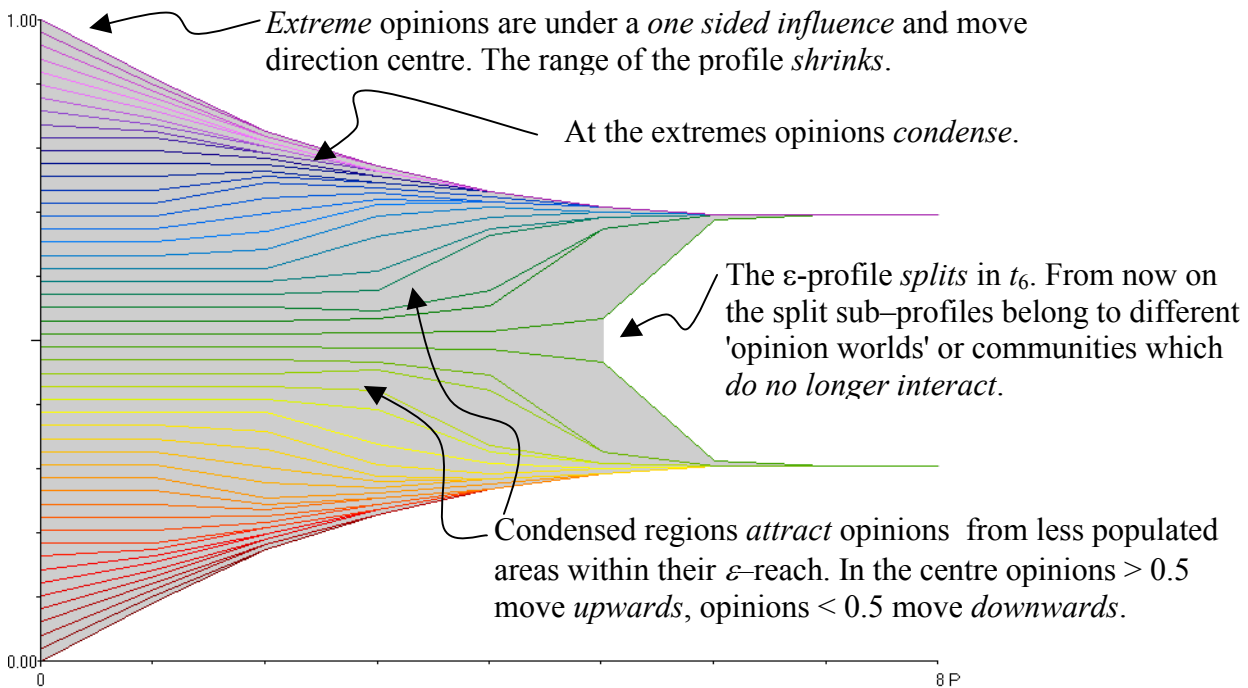 1.00
Extreme opinions are under a one sided influence and move
direction centre. The range of the profile shrinks.
At the extremes opinions condense.
The ε-profile splits in t6. From now on
the split sub–profiles belong to different
'opinion worlds' or communities which
do no longer interact.
Condensed regions attract opinions from less populated
areas within their ε–reach. In the centre opinions > 0.5
move upwards, opinions < 0.5 move downwards.
0.00
0
8 P